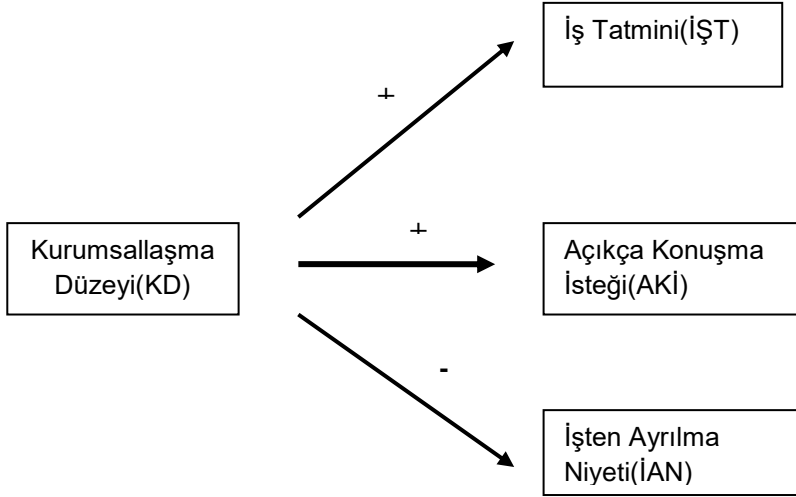 İş Tatmini(İŞT)
+
+
Kurumsallaşma
Düzeyi(KD)
Açıkça Konuşma
İsteği(AKİ)
-
İşten Ayrılma
Niyeti(İAN)